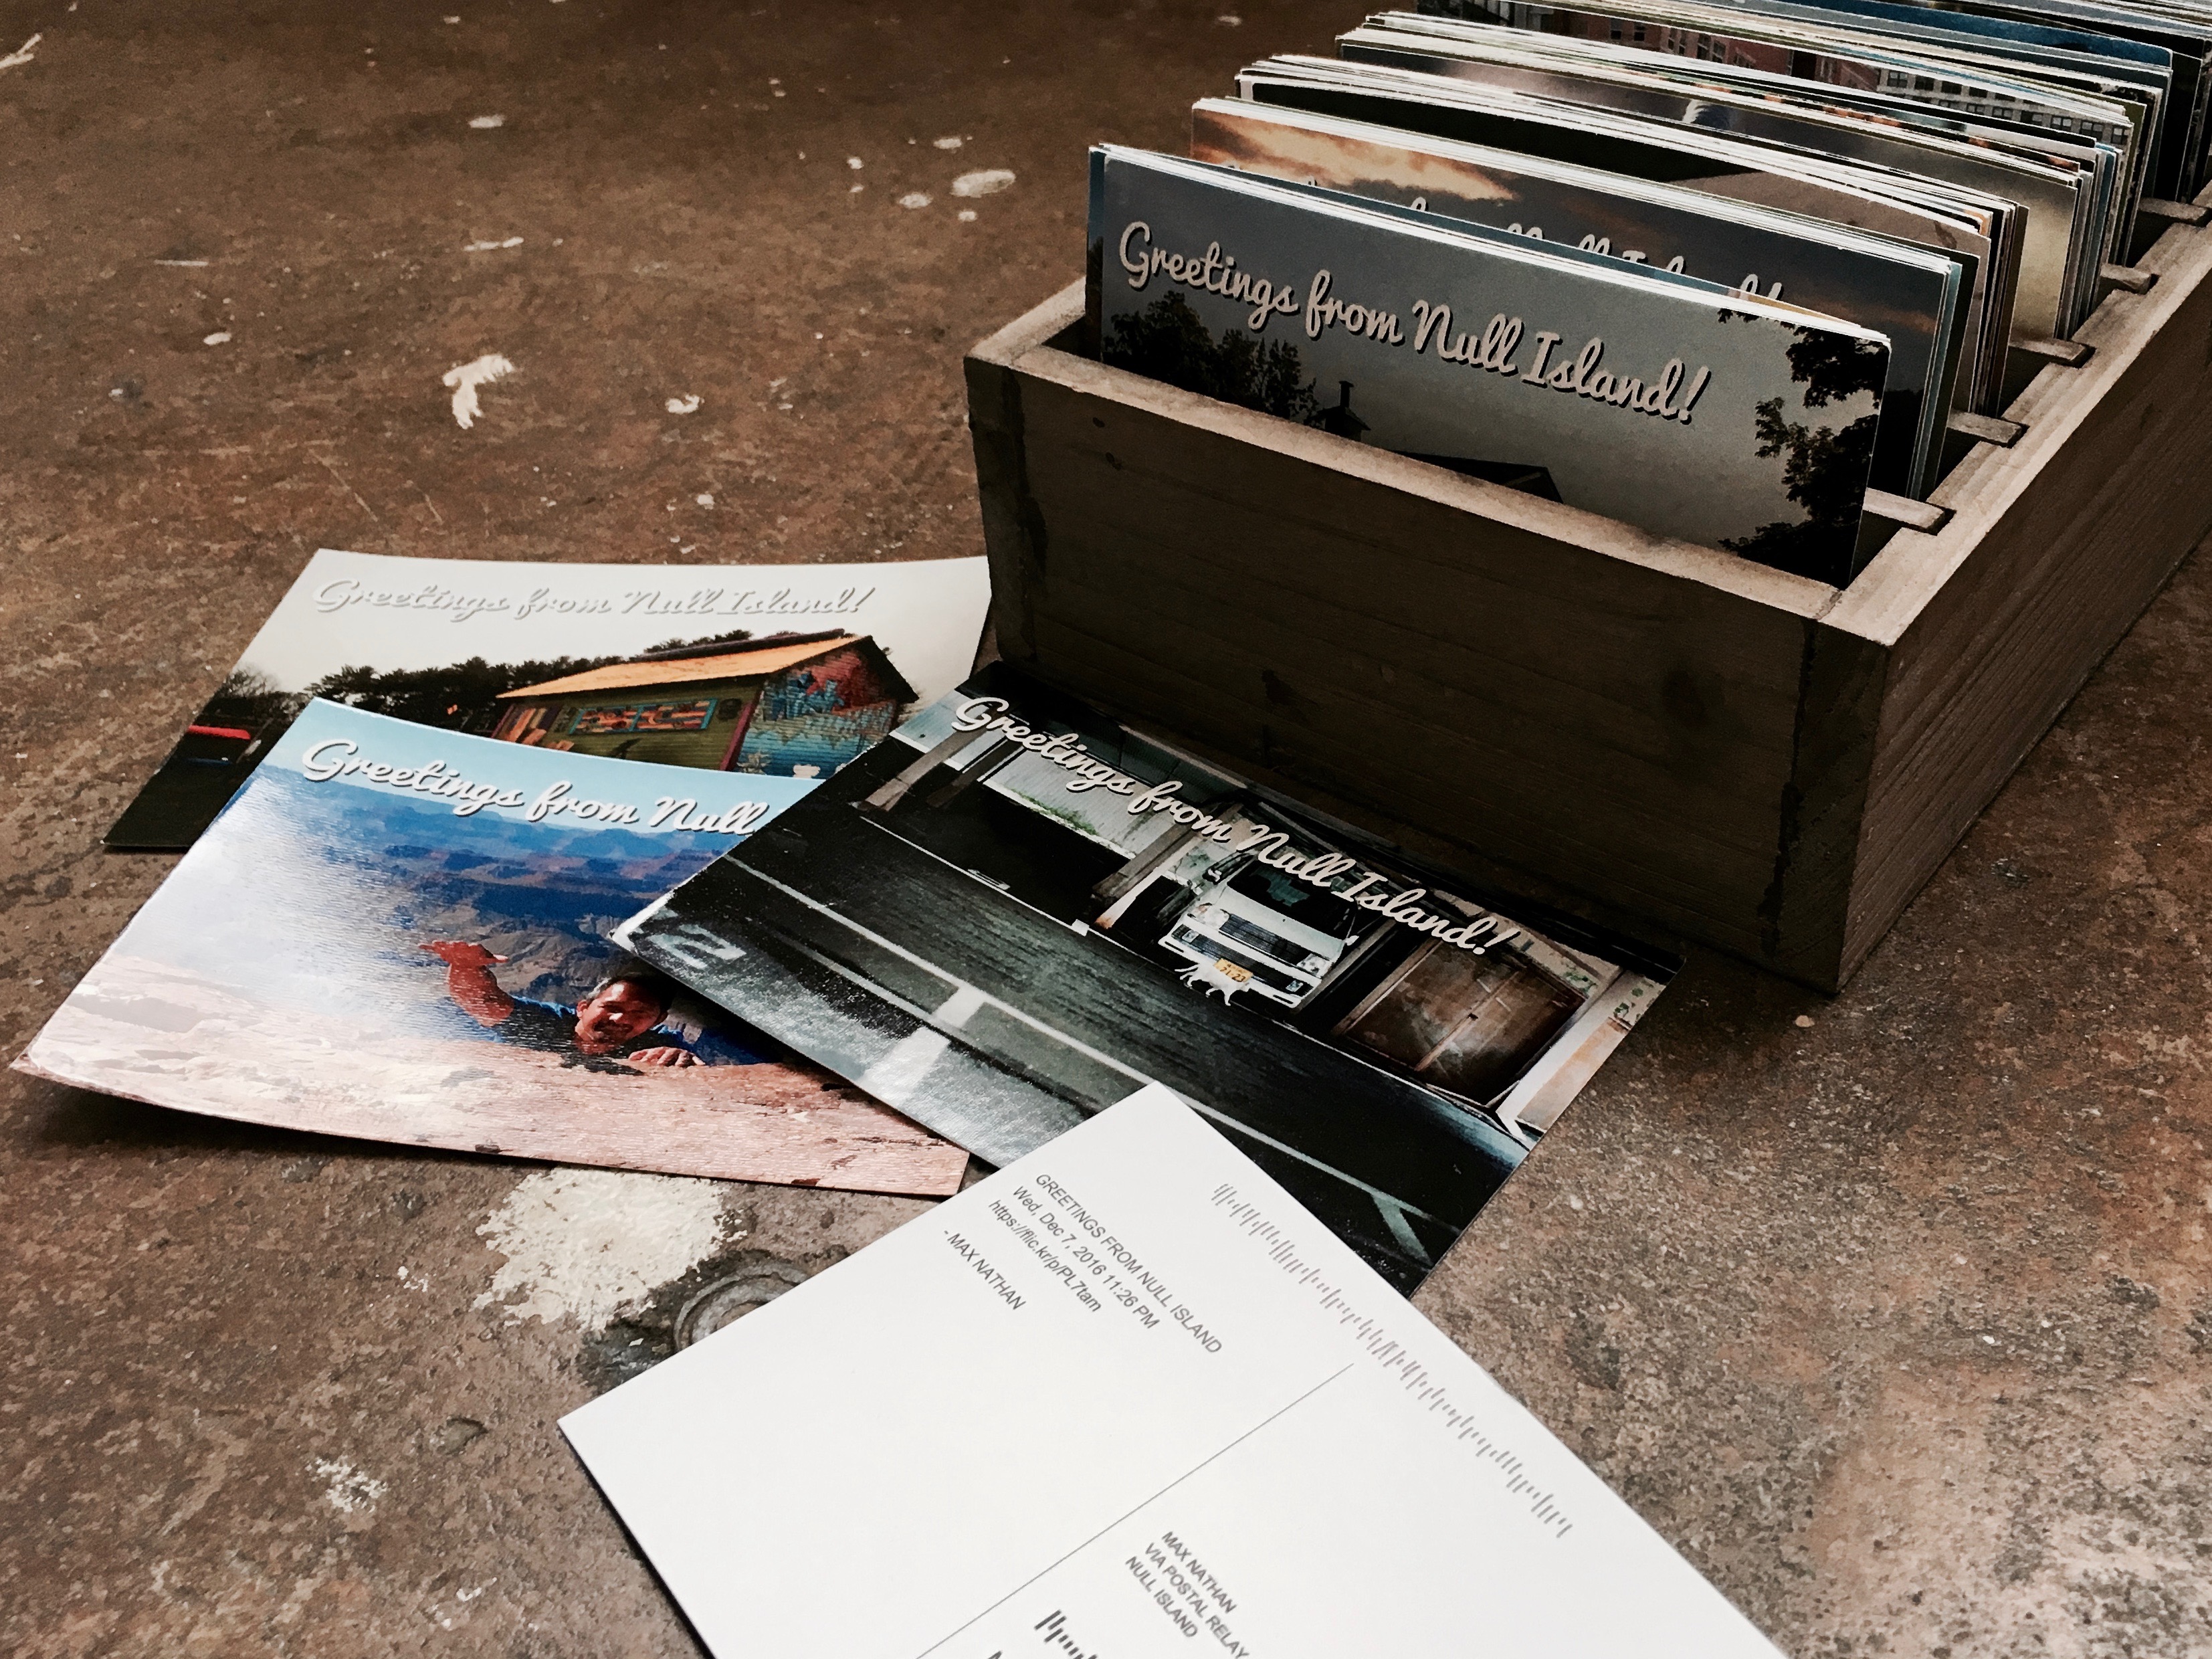 Greetings from Null Island!
Greetings from Null Island!
Greetings from Null
Greetings from Null Island!
GREETINGS FROM NULL ISLAND
Wed, Dec 7, 2016 11:26 PM
https://flic.kr/p/PL7tam
- MAX NATHAN
MAX NATHAN
VIA POSTAL RELAY
NULL ISLAND